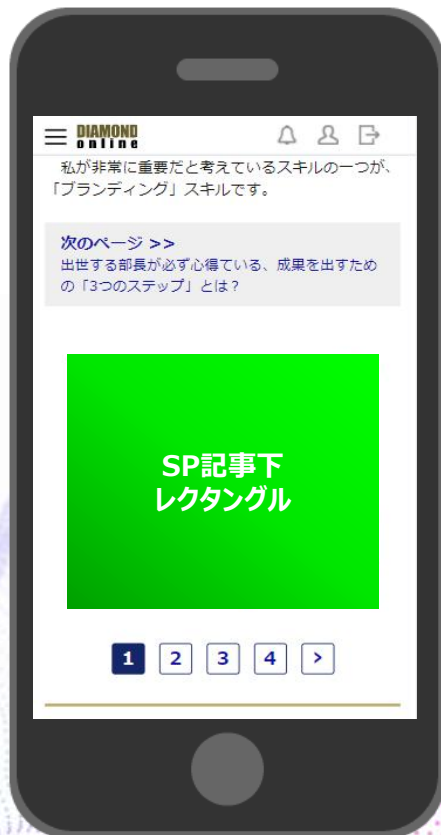 DIAMOND
online
私が非常に重要だと考えているスキルの一つが、
「ブランディング」スキルです。
次のページ >>
出世する部長が必ず心得ている、成果を出すため
の「3つのステップ」とは？
SP記事下
レクタングル
1 2 3 4 >